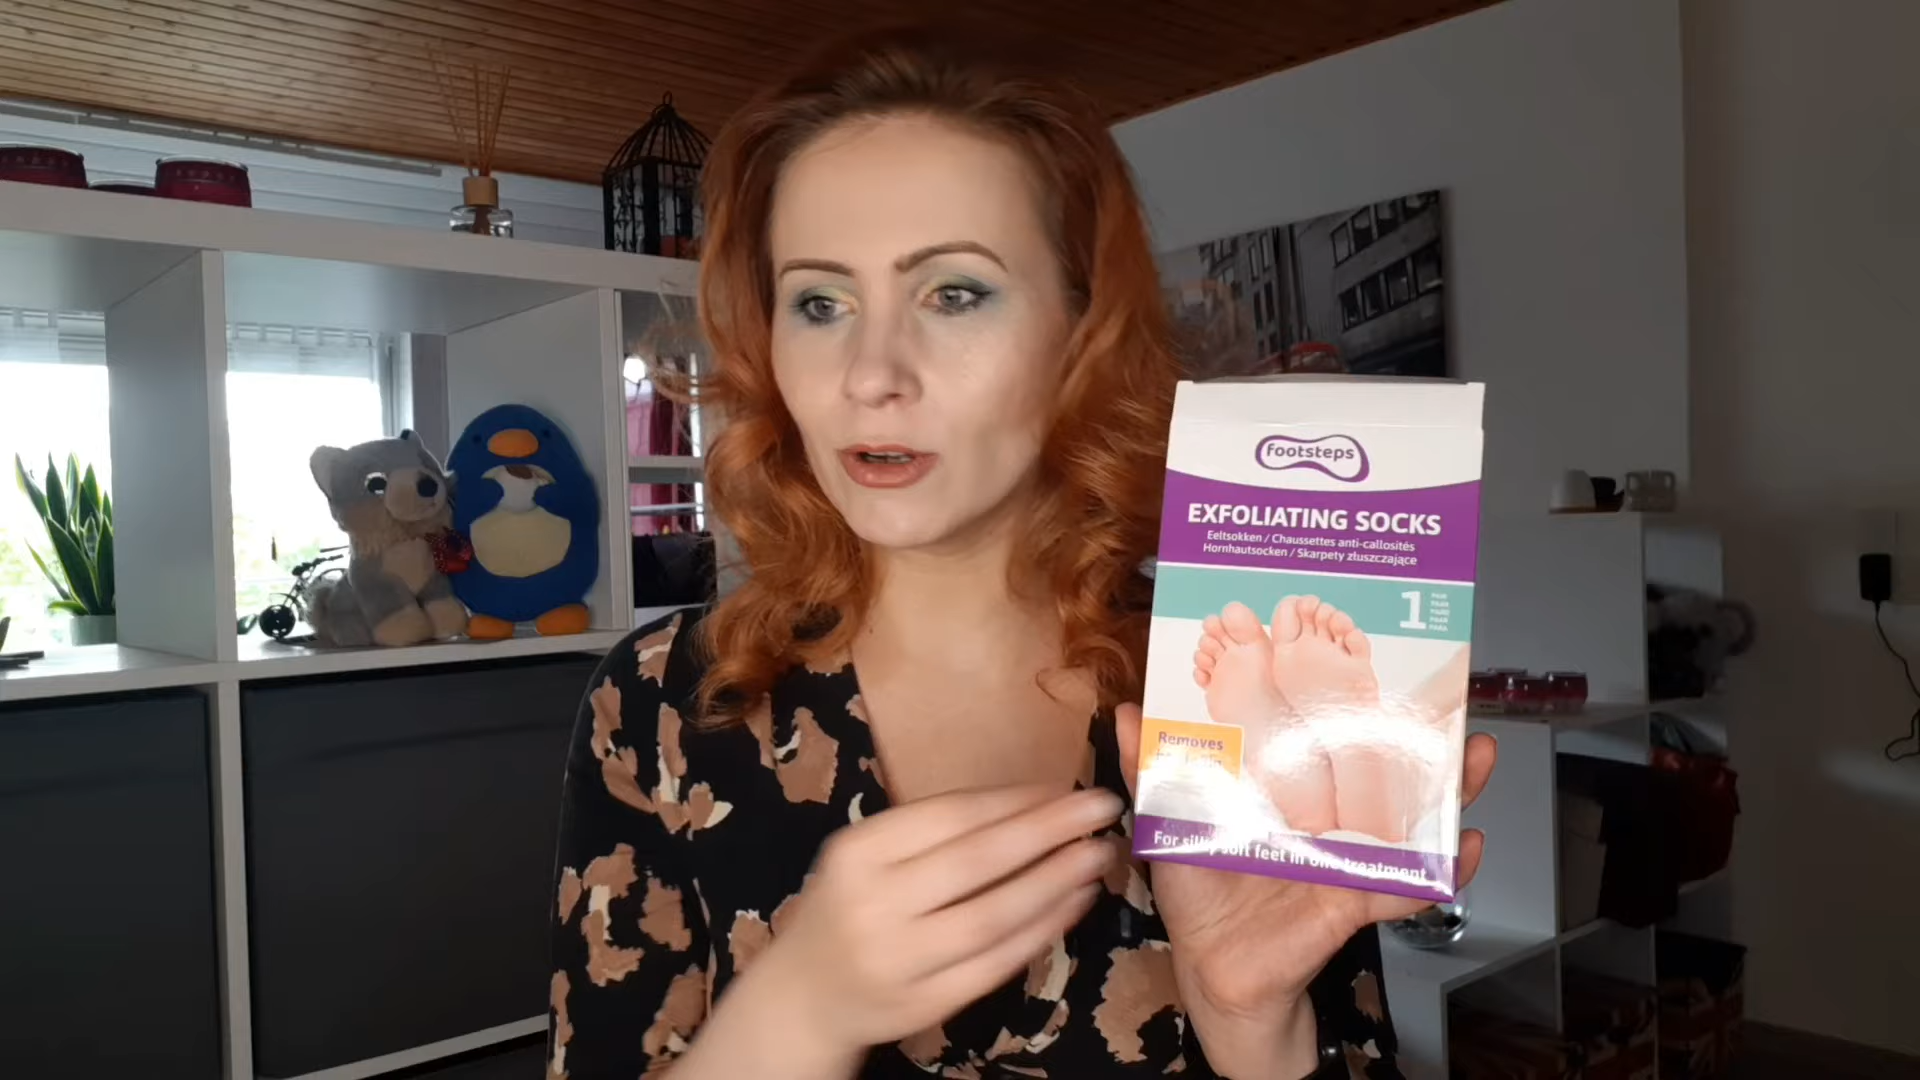 footsteps
EXFOLIATING SOCKS
Eeltsokken / Chaussettes anti-callosités
Hornhautsocken / Skarpety złuszczające
1
Removes
For silky soft feet in one treatment